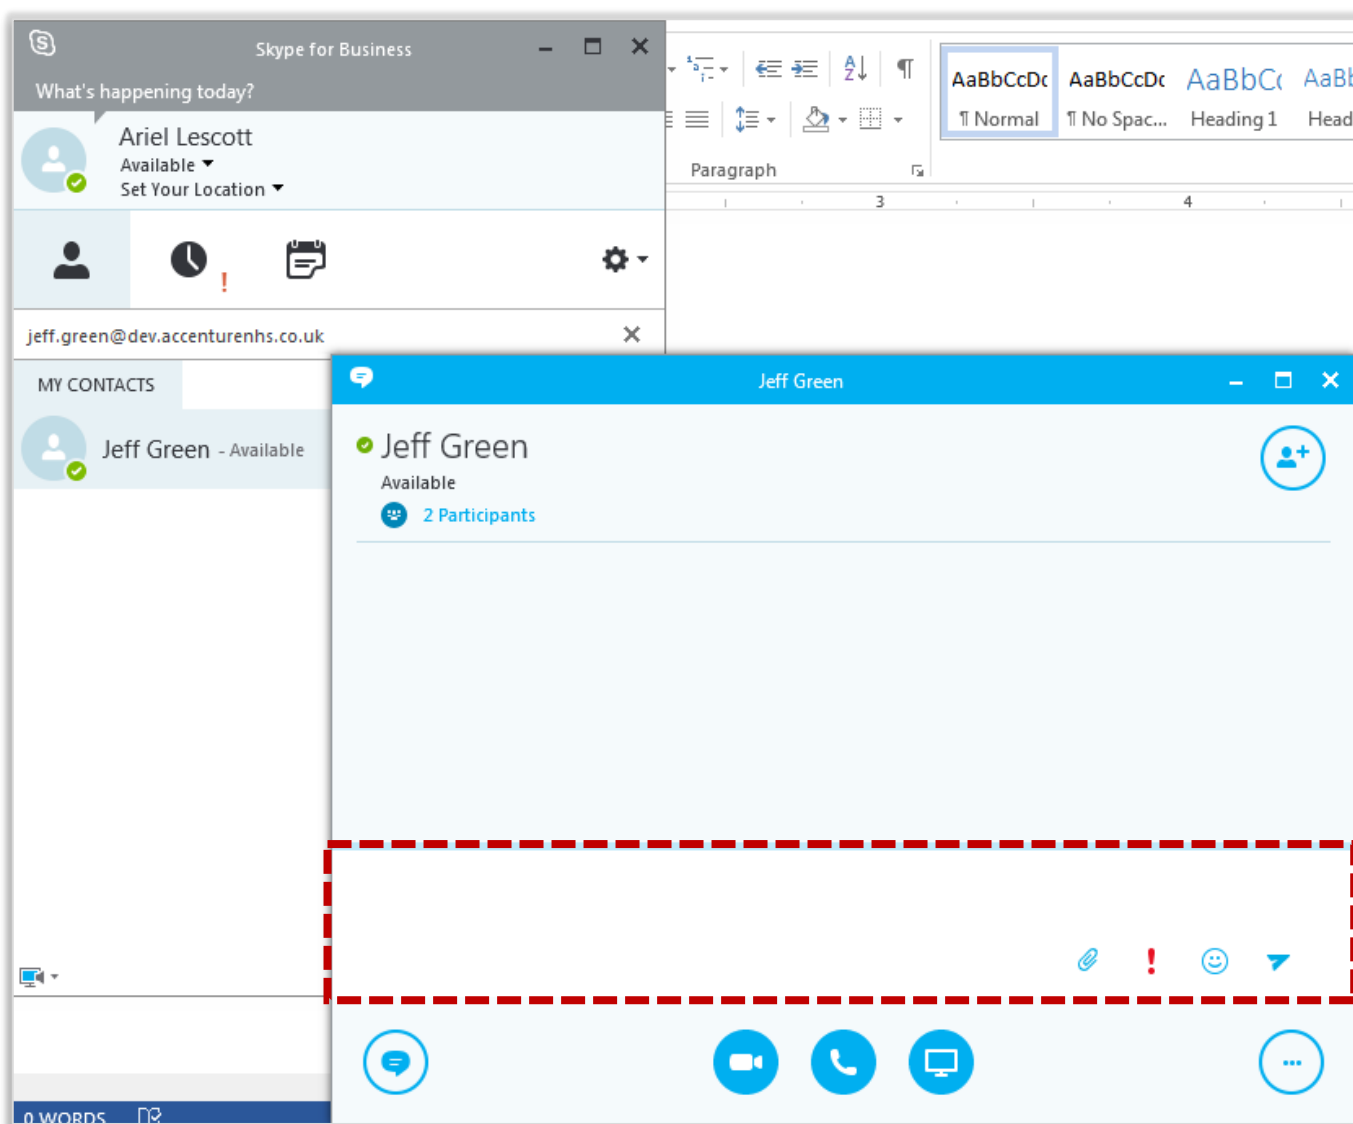 Skype for Business
What's happening today?
Ariel Lescott
Available
Set Your Location
jeff.green@dev.accenturenhs.co.uk
MY CONTACTS
Jeff Green - Available
AaBbCcDc AaBbCcDc AaBbC( AaBb
¶ Normal ¶ No Spac... Heading 1 Head
Paragraph
3 4
Jeff Green
Jeff Green
Available
2 Participants
0 WORDS